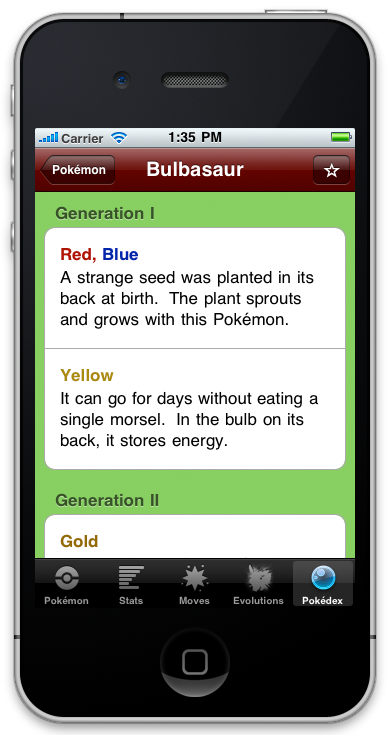 Carrier 1:35 PM
Pokémon Bulbasaur
Generation I
Red, Blue
A strange seed was planted in its
back at birth.  The plant sprouts
and grows with this Pokémon.
Yellow
It can go for days without eating a
single morsel.  In the bulb on its
back, it stores energy.
Generation II
Gold
Pokémon Stats Moves Evolutions Pokédex